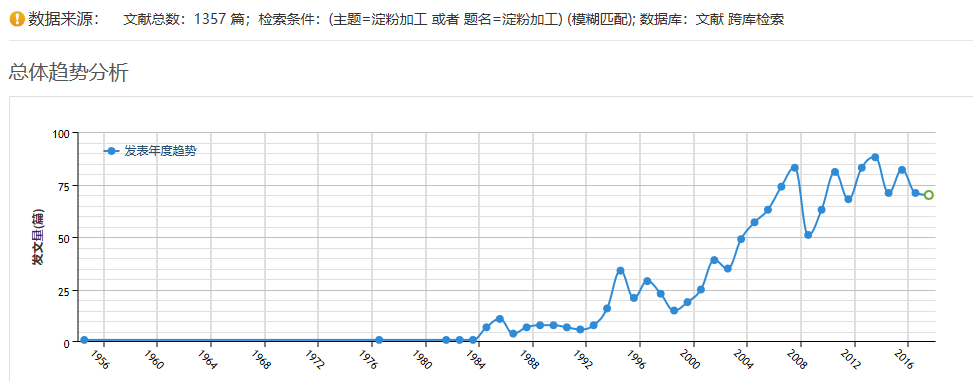 数据来源： 文献总数：1357 篇；检索条件：(主题=淀粉加工 或者 题名=淀粉加工) (模糊匹配); 数据库：文献 跨库检索
总体趋势分析
发表年度趋势
发文量(篇)
100
75
50
25
0
1956 1960 1964 1968 1972 1976 1980 1984 1988 1992 1996 2000 2004 2008 2012 2016